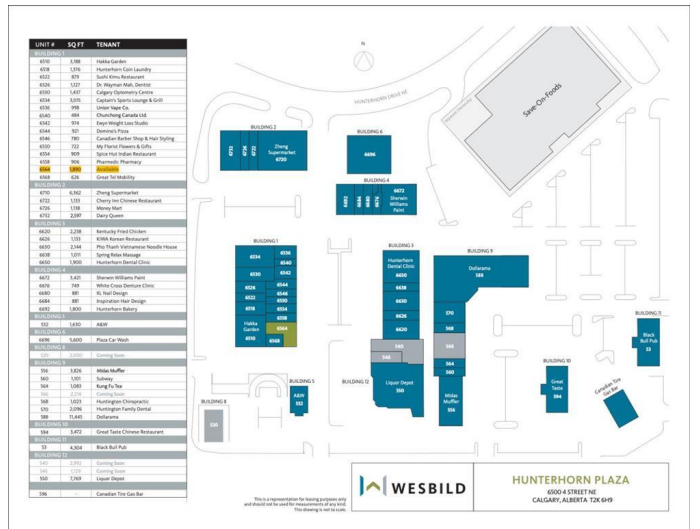 UNIT # SQ FT TENANT
BUILDING 1
6510 3,188 Hakka Garden
6518 1,376 Hunterhorn Coin Laundry
6522 879 Sushi Kimu Restaurant
6526 1,127 Dr. Wayman Mah, Dentist
6530 1,437 Calgary Optometry Centre
6534 3,015 Captain's Sports Lounge & Grill
6536 998 Union Vape Co.
6540 484 Chunchong Canada Ltd.
6542 974 Ewyn Weight Loss Studio
6544 921 Domino's Pizza
6546 780 Canadian Barber Shop & Hair Styling
6550 722 My Florist Flowers & Gifts
6554 909 Spice Hut Indian Restaurant
6558 906 Pharmedic Pharmacy
6564 1,890 Available
6568 626 Great Tel Mobility
BUILDING 2
6710 6,362 Zheng Supermarket
6722 1,133 Cherry Inn Chinese Restaurant
6726 1,138 Money Mart
6732 2,597 Dairy Queen
BUILDING 3
6620 2,238 Kentucky Fried Chicken
6626 1,133 KIWA Korean Restaurant
6630 2,144 Pho Thanh Vietnamese Noodle House
6638 1,011 Spring Relax Massage
6650 1,900 Hunterhorn Dental Clinic
BUILDING 4
6672 3,421 Sherwin Williams Paint
6676 749 White Cross Denture Clinic
6680 881 XL Nail Design
6684 881 Inspiration Hair Design
6692 1,800 Hunterhorn Bakery
BUILDING 5
532 1,630 A&W
BUILDING 6
6696 5,600 Plaza Car Wash
BUILDING 8
520 2,000 Coming Soon
BUILDING 9
556 3,826 Midas Muffler
560 1,101 Subway
564 1,083 Kung Fu Tea
566 2,214 Coming Soon
568 1,023 Huntington Chiropractic
570 2,096 Huntington Family Dental
588 11,445 Dollarama
BUILDING 10
594 3,472 Great Taste Chinese Restaurant
BUILDING 11
53 4,304 Black Bull Pub
BUILDING 12
540 2,992 Coming Soon
546 1,129 Coming Soon
550 7,769 Liquor Depot
596 - Canadian Tire Gas Bar
N
HUNTERHORN DRIVE NE
Save-On-Foods
BUILDING 2
6732
6726
6722
Zheng
Supermarket
6720
BUILDING 6
6696
BUILDING 4
6692
6684
6680
6676
6672
Sherwin
Williams
Paint
BUILDING 1
6534
6536
6540
6530
6542
6526
6544
6546
6522
6550
6518
6554
6558
Hakka
Garden
6510
6564
6568
BUILDING 3
Hunterhorn
Dental Clinic
6650
6638
6630
6626
6620
540
546
BUILDING 12
Liquor Depot
550
BUILDING 9
Dollarama
588
570
568
566
564
560
Midas
Muffler
556
BUILDING 5
A&W
532
BUILDING 8
520
BUILDING 10
Great
Taste
594
BUILDING 11
Black
Bull Pub
53
Canadian Tire
Gas Bar
This is a representation for leasing purposes only
and should not be used for measurements of any kind.
This drawing is not to scale.
WESBILD
HUNTERHORN PLAZA
6500 4 STREET NE
CALGARY, ALBERTA T2K 6H9